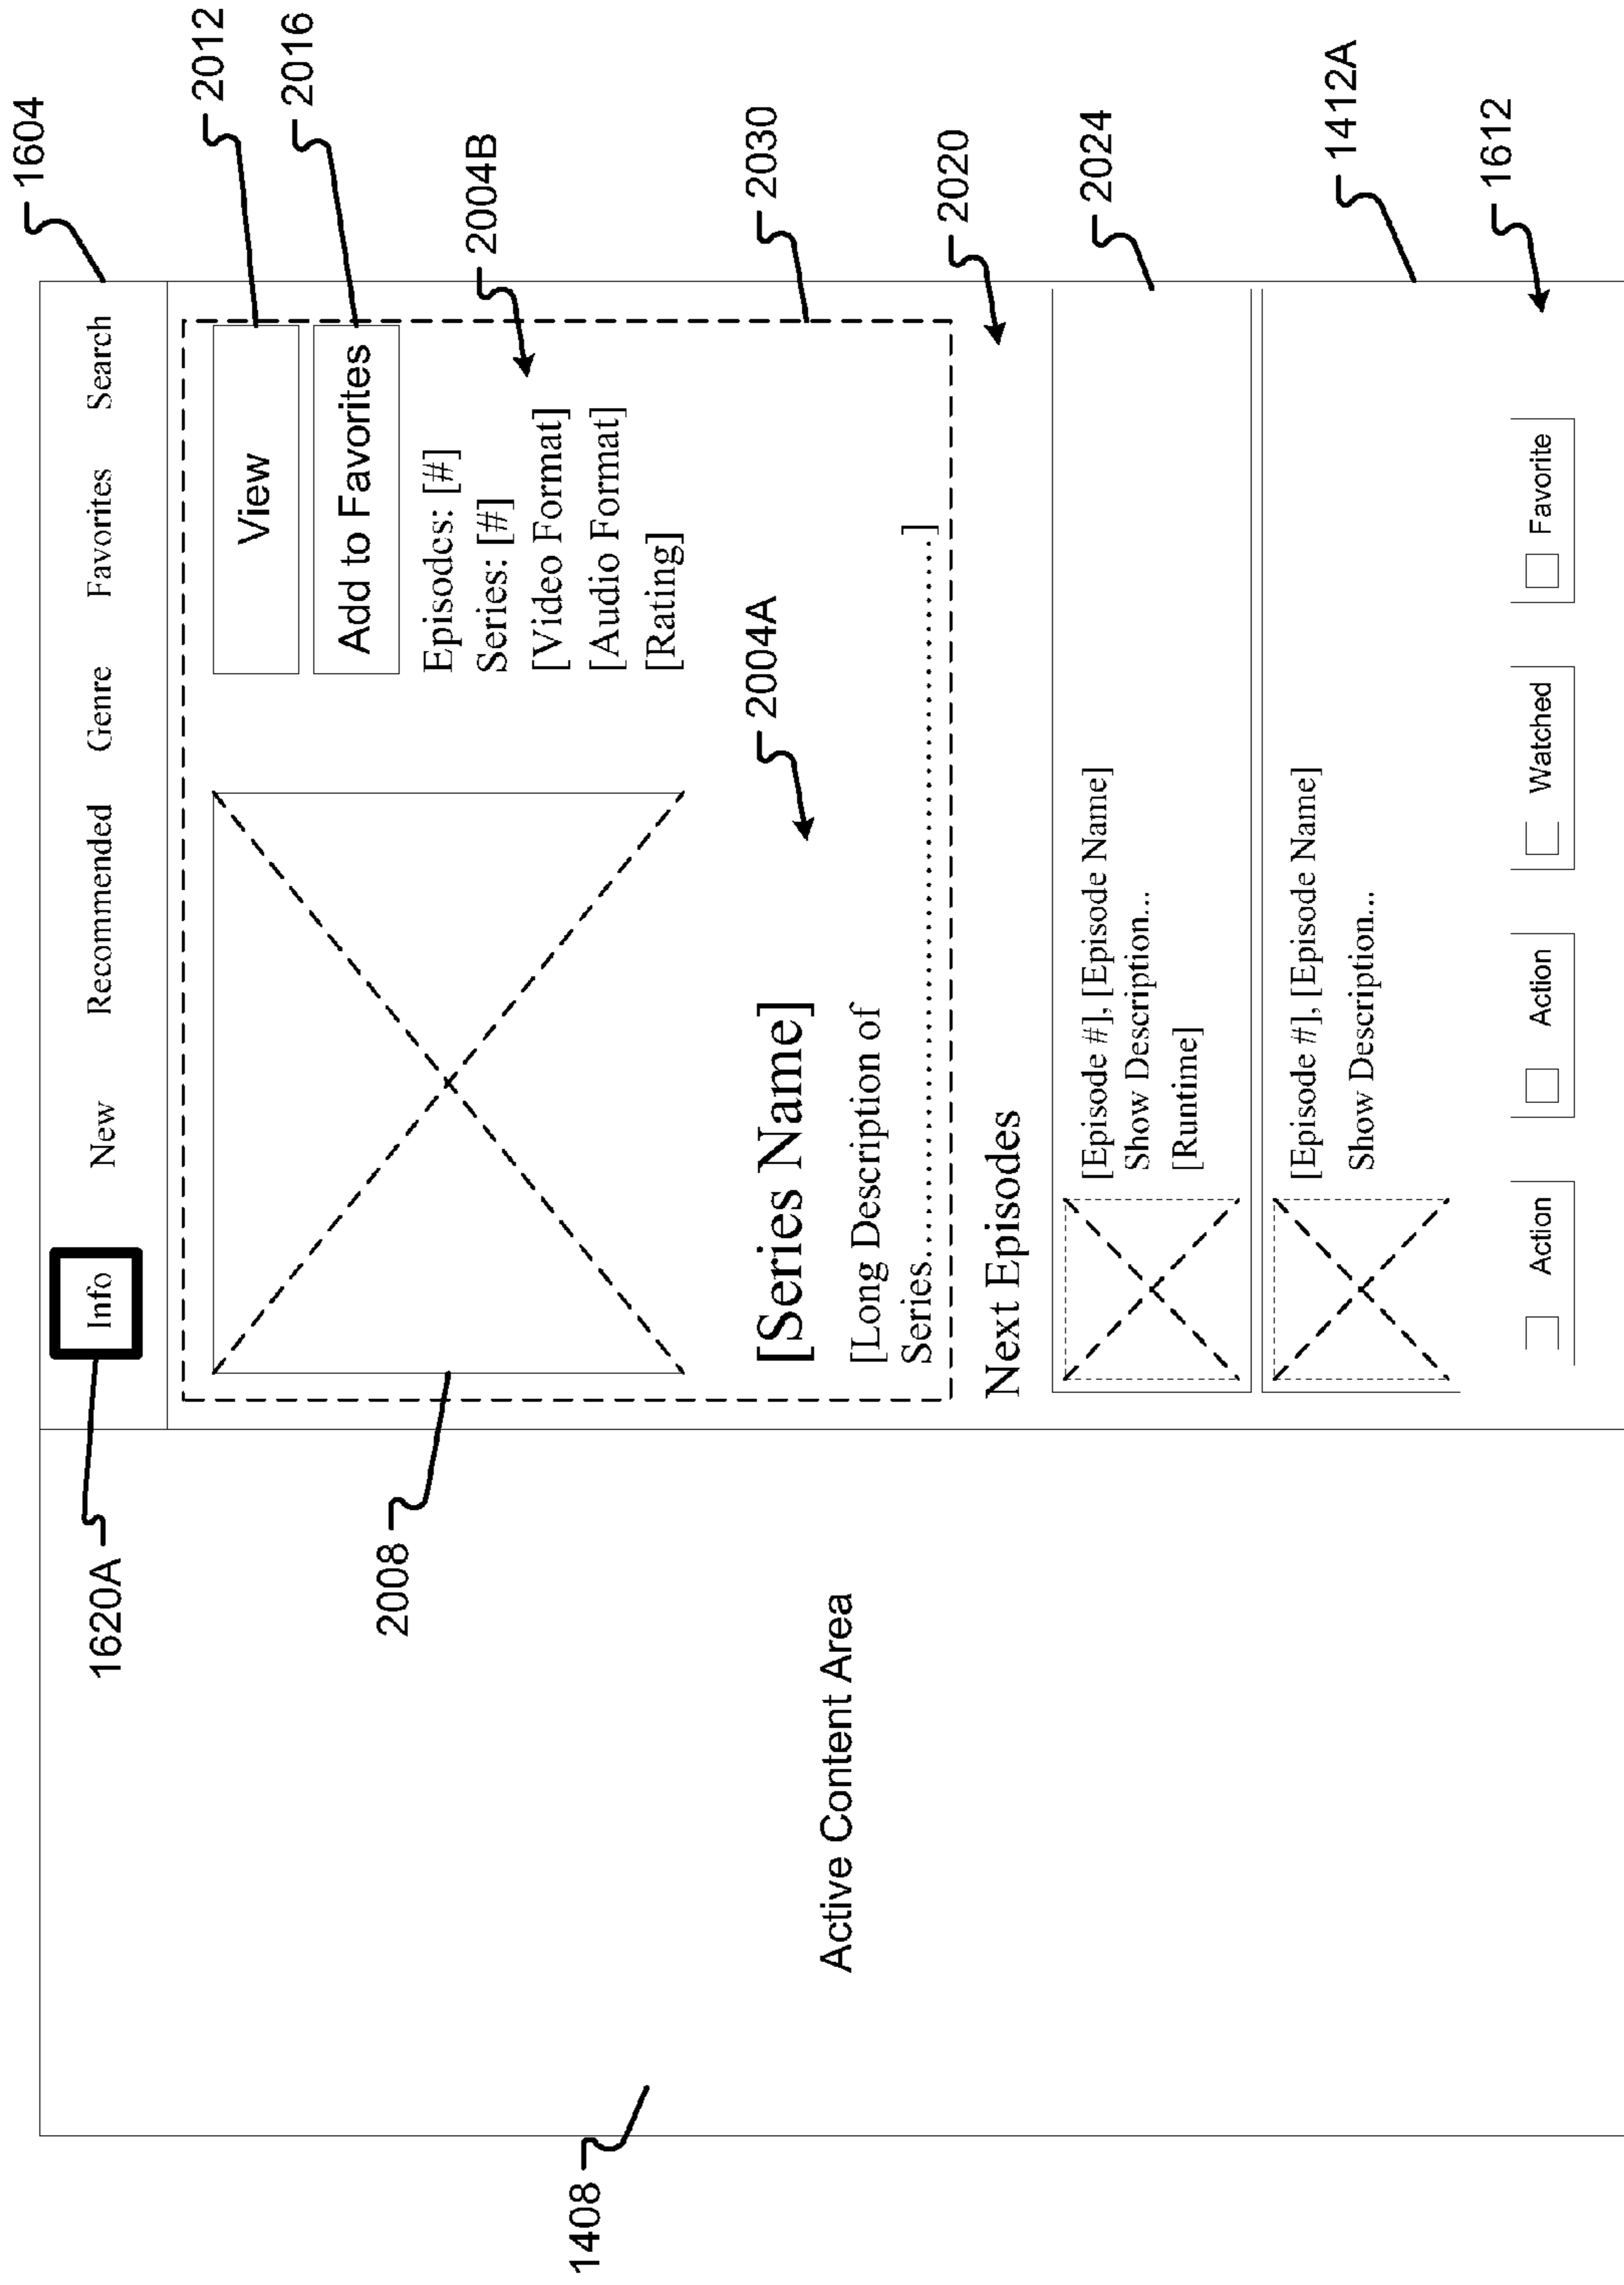 1604
1620A
Info New Recommended Genre Favorites Search
2012
View
2016
Add to Favorites
2008
Episodes: [#]
Series: [#]
[Video Format]
[Audio Format]
[Rating]
2004B
1408
Active Content Area
2004A
[Series Name]
2030
[Long Description of
Series..........................................................]
Next Episodes
2020
[Episode #], [Episode Name]
Show Description...
[Runtime]
2024
[Episode #], [Episode Name]
Show Description...
1412A
Action Action Watched Favorite
1612